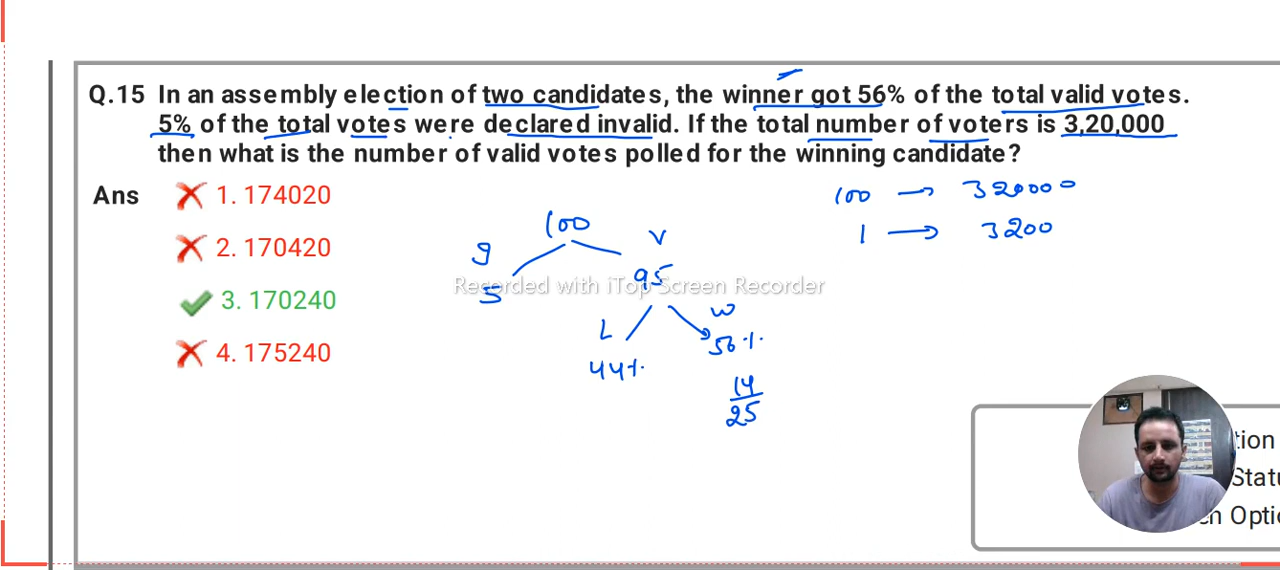 Q.15 In an assembly election of two candidates, the winner got 56% of the total valid votes.
5% of the total votes were declared invalid. If the total number of voters is 3,20,000
then what is the number of valid votes polled for the winning candidate?
Ans
1. 174020
2. 170420
3. 170240
4. 175240
100 → 320000
1 → 3200
100
I V
5 95
Recorded with iTop Screen Recorder
L W
44% 56%
14
25
tion
Statu
en Optio